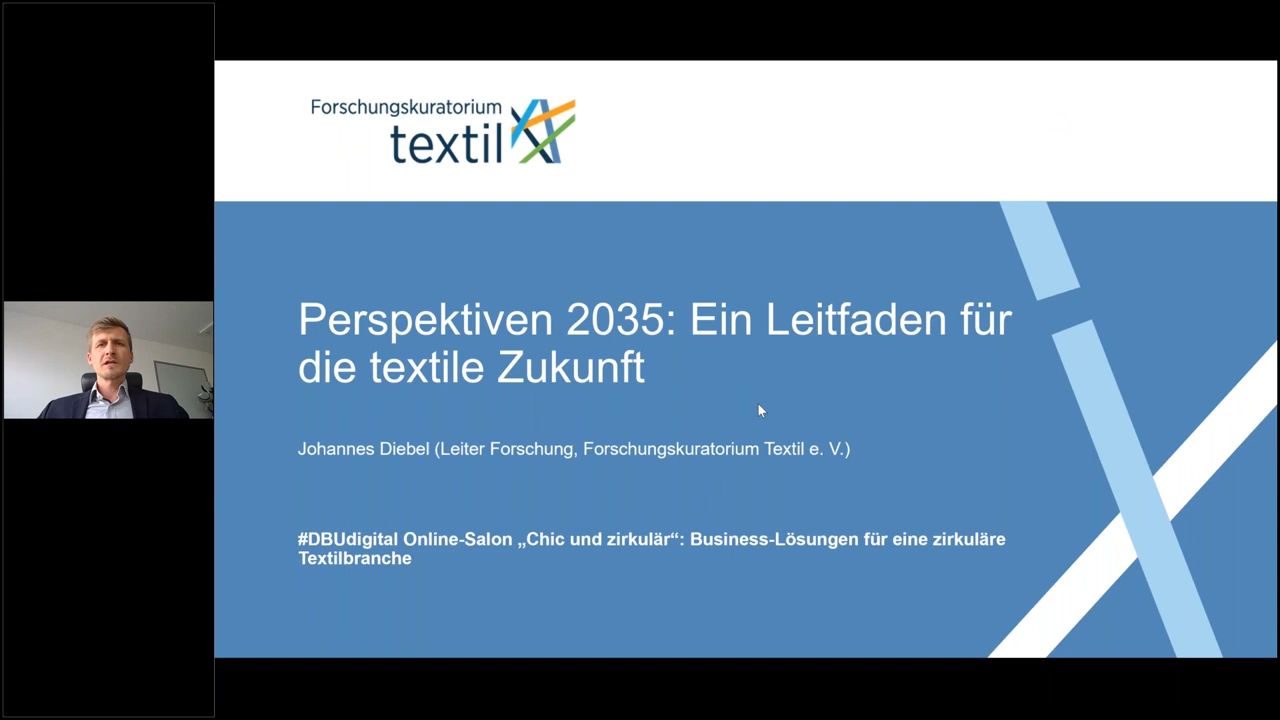 Forschungskuratorium
textil
Perspektiven 2035: Ein Leitfaden für
die textile Zukunft
Johannes Diebel (Leiter Forschung, Forschungskuratorium Textil e. V.)
#DBUdigital Online-Salon „Chic und zirkulär“: Business-Lösungen für eine zirkuläre
Textilbranche